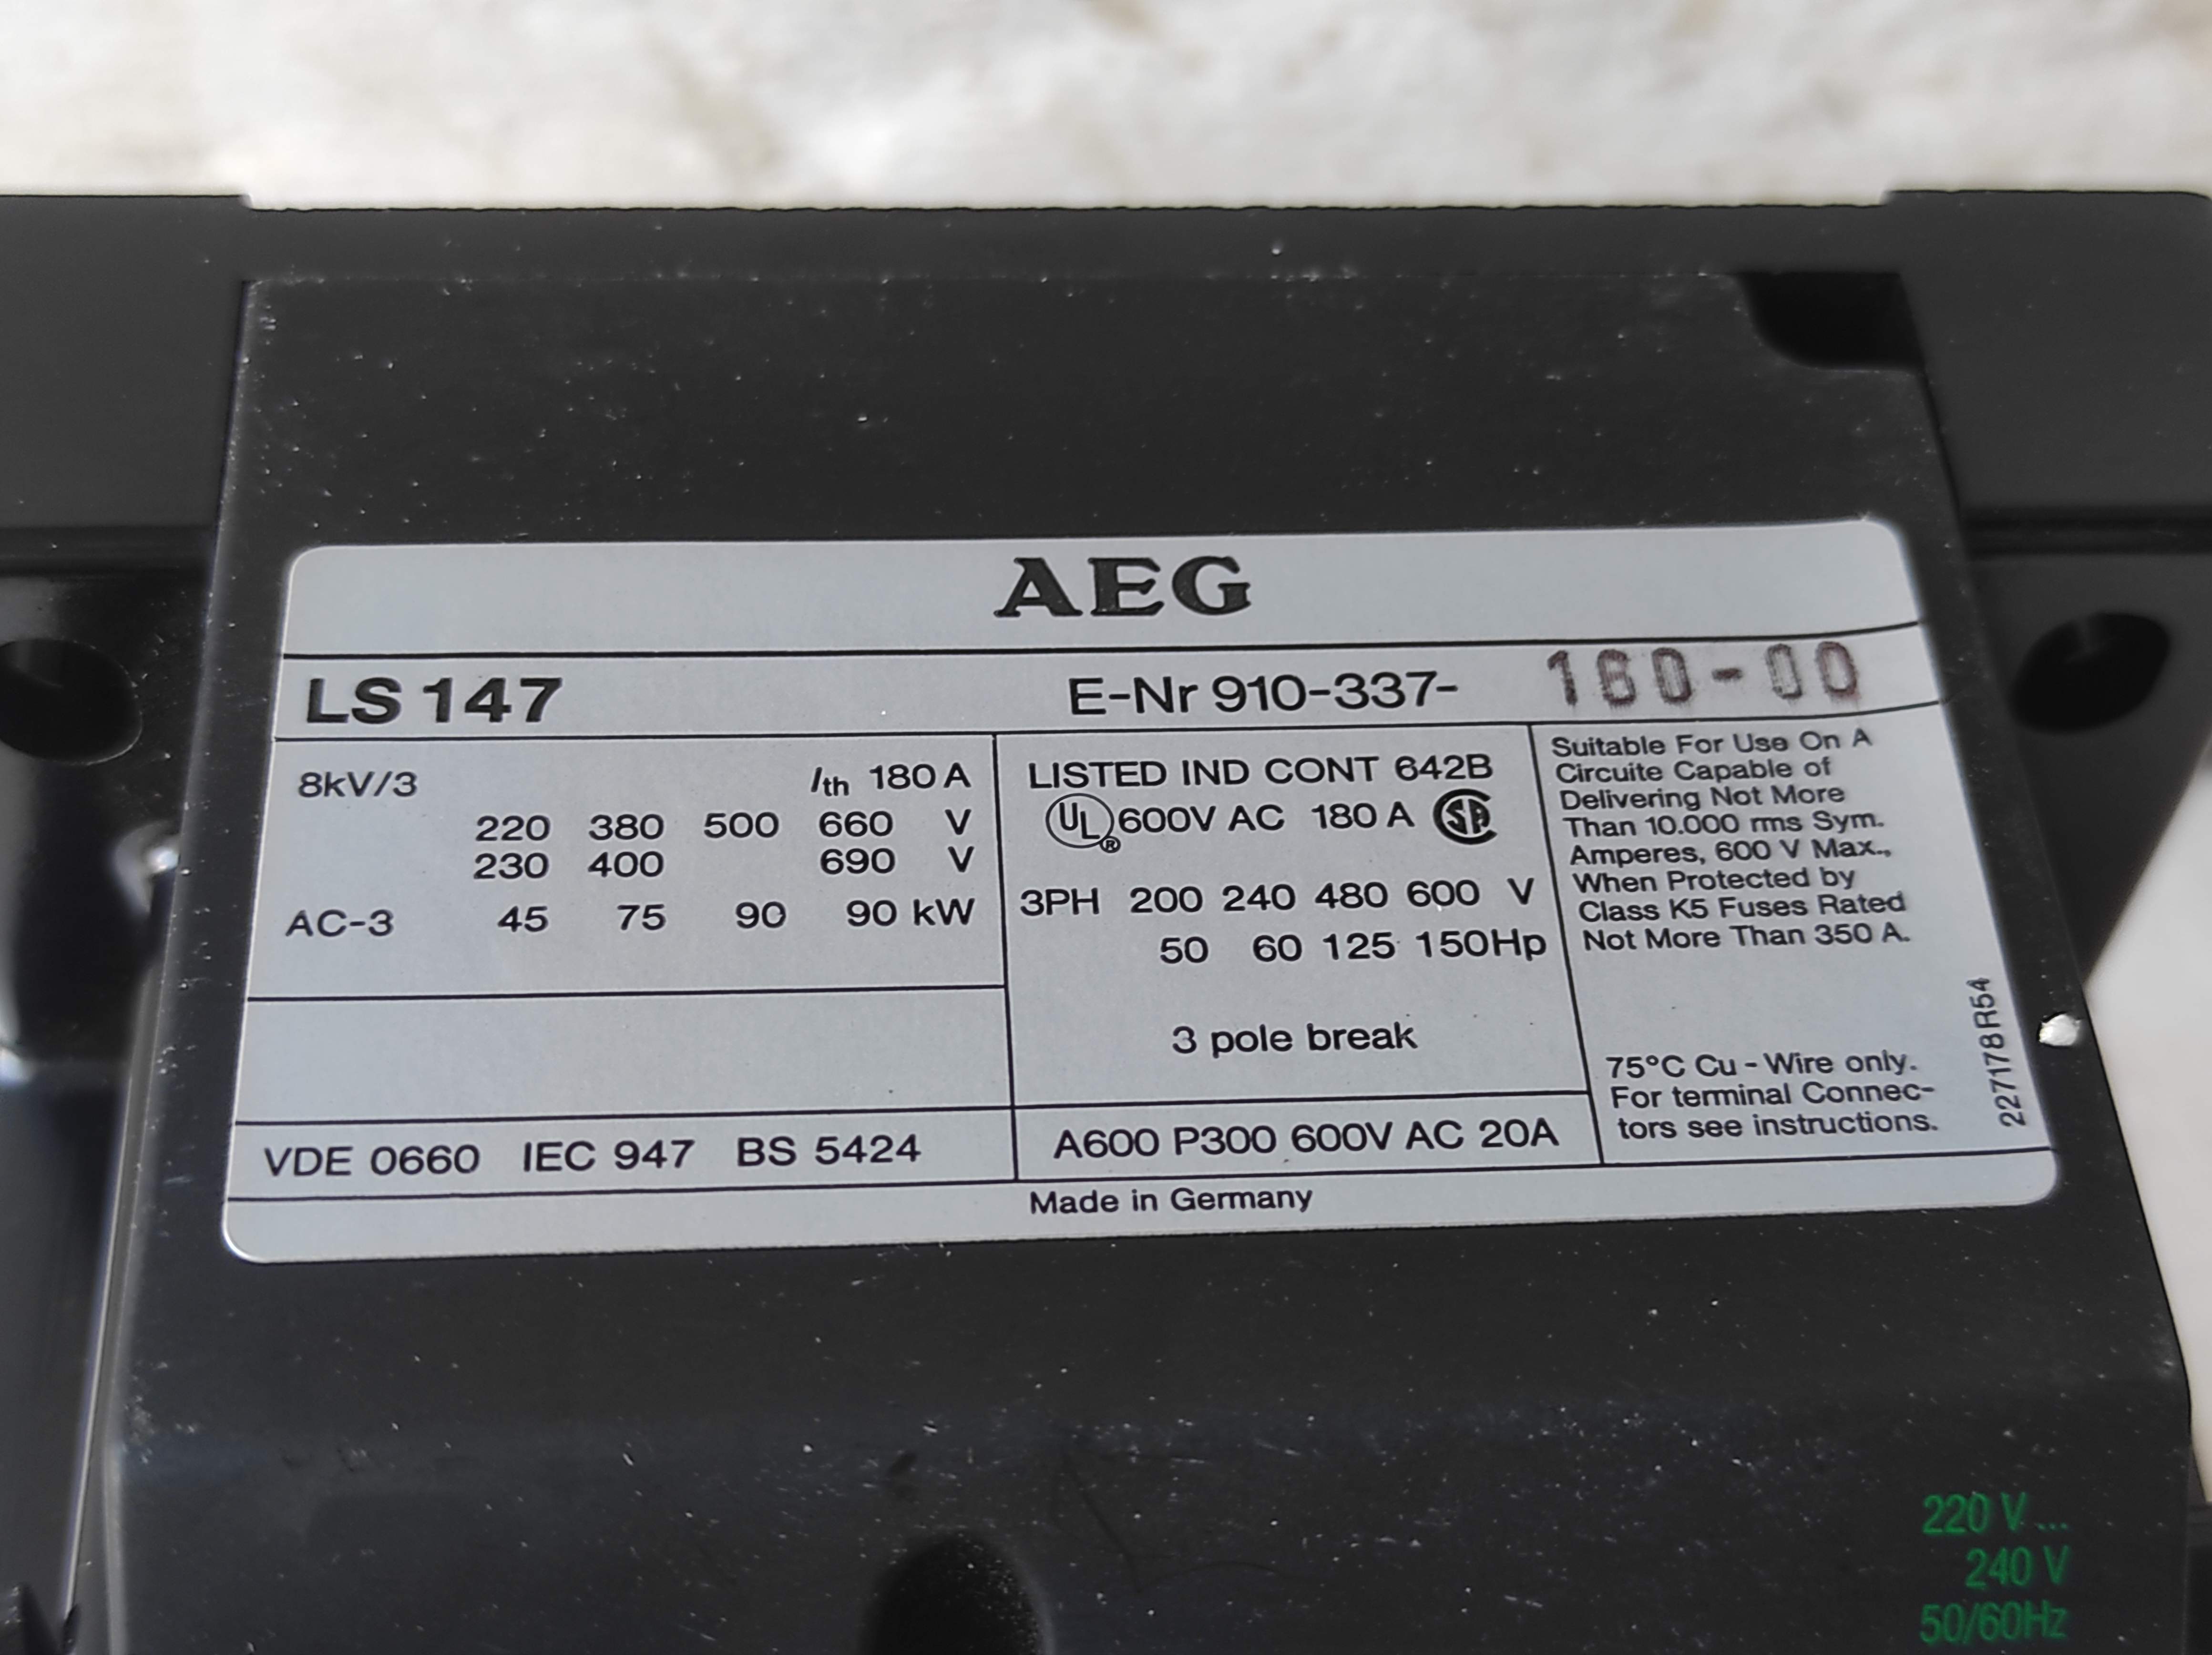 AEG
LS 147 E-Nr 910-337- 160-00
8kV/3 Ith 180 A
220 380 500 660 V
230 400 690 V
AC-3 45 75 90 90 kW
VDE 0660 IEC 947 BS 5424
LISTED IND CONT 642B
UL® 600V AC 180 A SA
3PH 200 240 480 600 V
50 60 125 150Hp
3 pole break
A600 P300 600V AC 20A
Suitable For Use On A
Circuite Capable of
Delivering Not More
Than 10.000 rms Sym.
Amperes, 600 V Max.,
When Protected by
Class K5 Fuses Rated
Not More Than 350 A.
75°C Cu - Wire only.
For terminal Connec-
tors see instructions.
2271178R54
Made in Germany
220 V...
240 V
50/60Hz